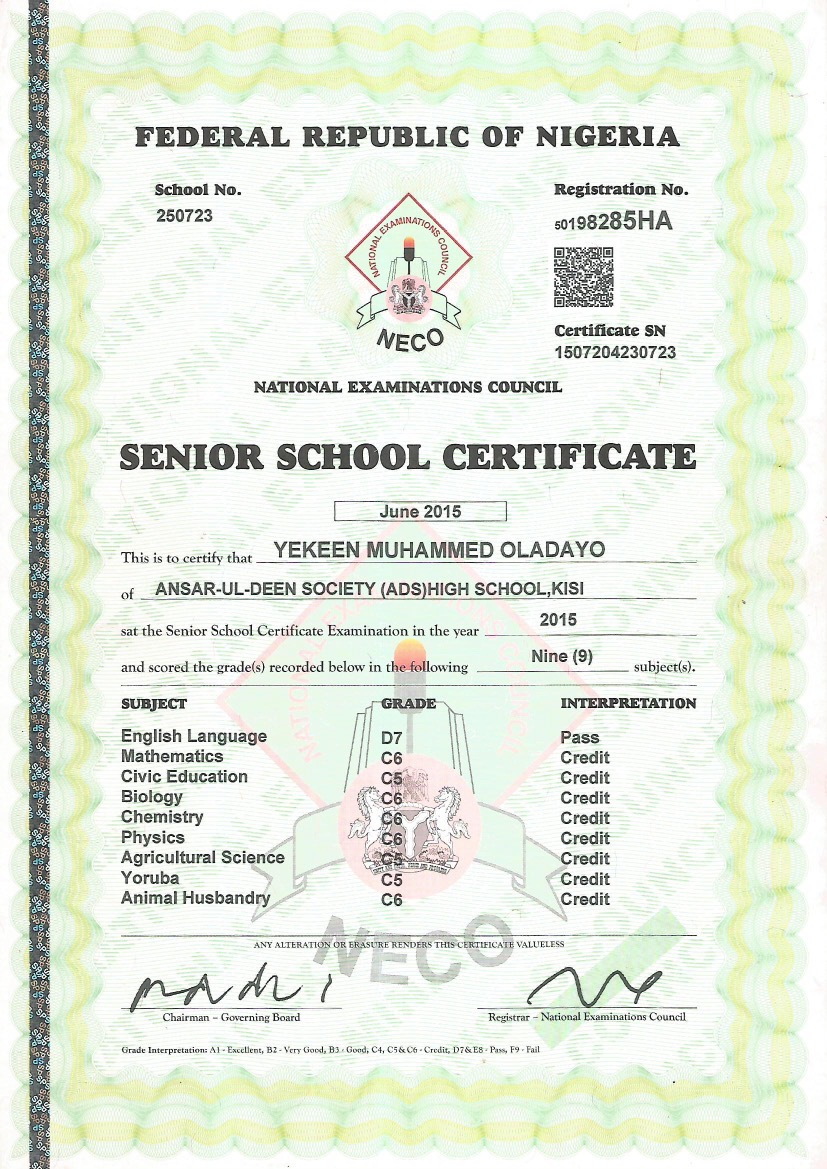 FEDERAL REPUBLIC OF NIGERIA
School No.
250723
Registration No.
50198285HA
NATIONAL EXAMINATIONS COUNCIL
NECO
Certificate SN
1507204230723
NATIONAL EXAMINATIONS COUNCIL
SENIOR SCHOOL CERTIFICATE
June 2015
This is to certify that YEKEEN MUHAMMED OLADAYO
of ANSAR-UL-DEEN SOCIETY (ADS)HIGH SCHOOL,KISI
sat the Senior School Certificate Examination in the year 2015
and scored the grade(s) recorded below in the following Nine (9) subject(s).
SUBJECT GRADE INTERPRETATION
English Language D7 Pass
Mathematics C6 Credit
Civic Education C5 Credit
Biology C6 Credit
Chemistry C6 Credit
Physics C6 Credit
Agricultural Science C5 Credit
Yoruba C5 Credit
Animal Husbandry C6 Credit
NECO
ANY ALTERATION OR ERASURE RENDERS THIS CERTIFICATE VALUELESS
Chairman – Governing Board
Registrar – National Examinations Council
Grade Interpretation: A1 - Excellent, B2 - Very Good, B3 - Good, C4, C5 & C6 - Credit, D7 & E8 - Pass, F9 - Fail